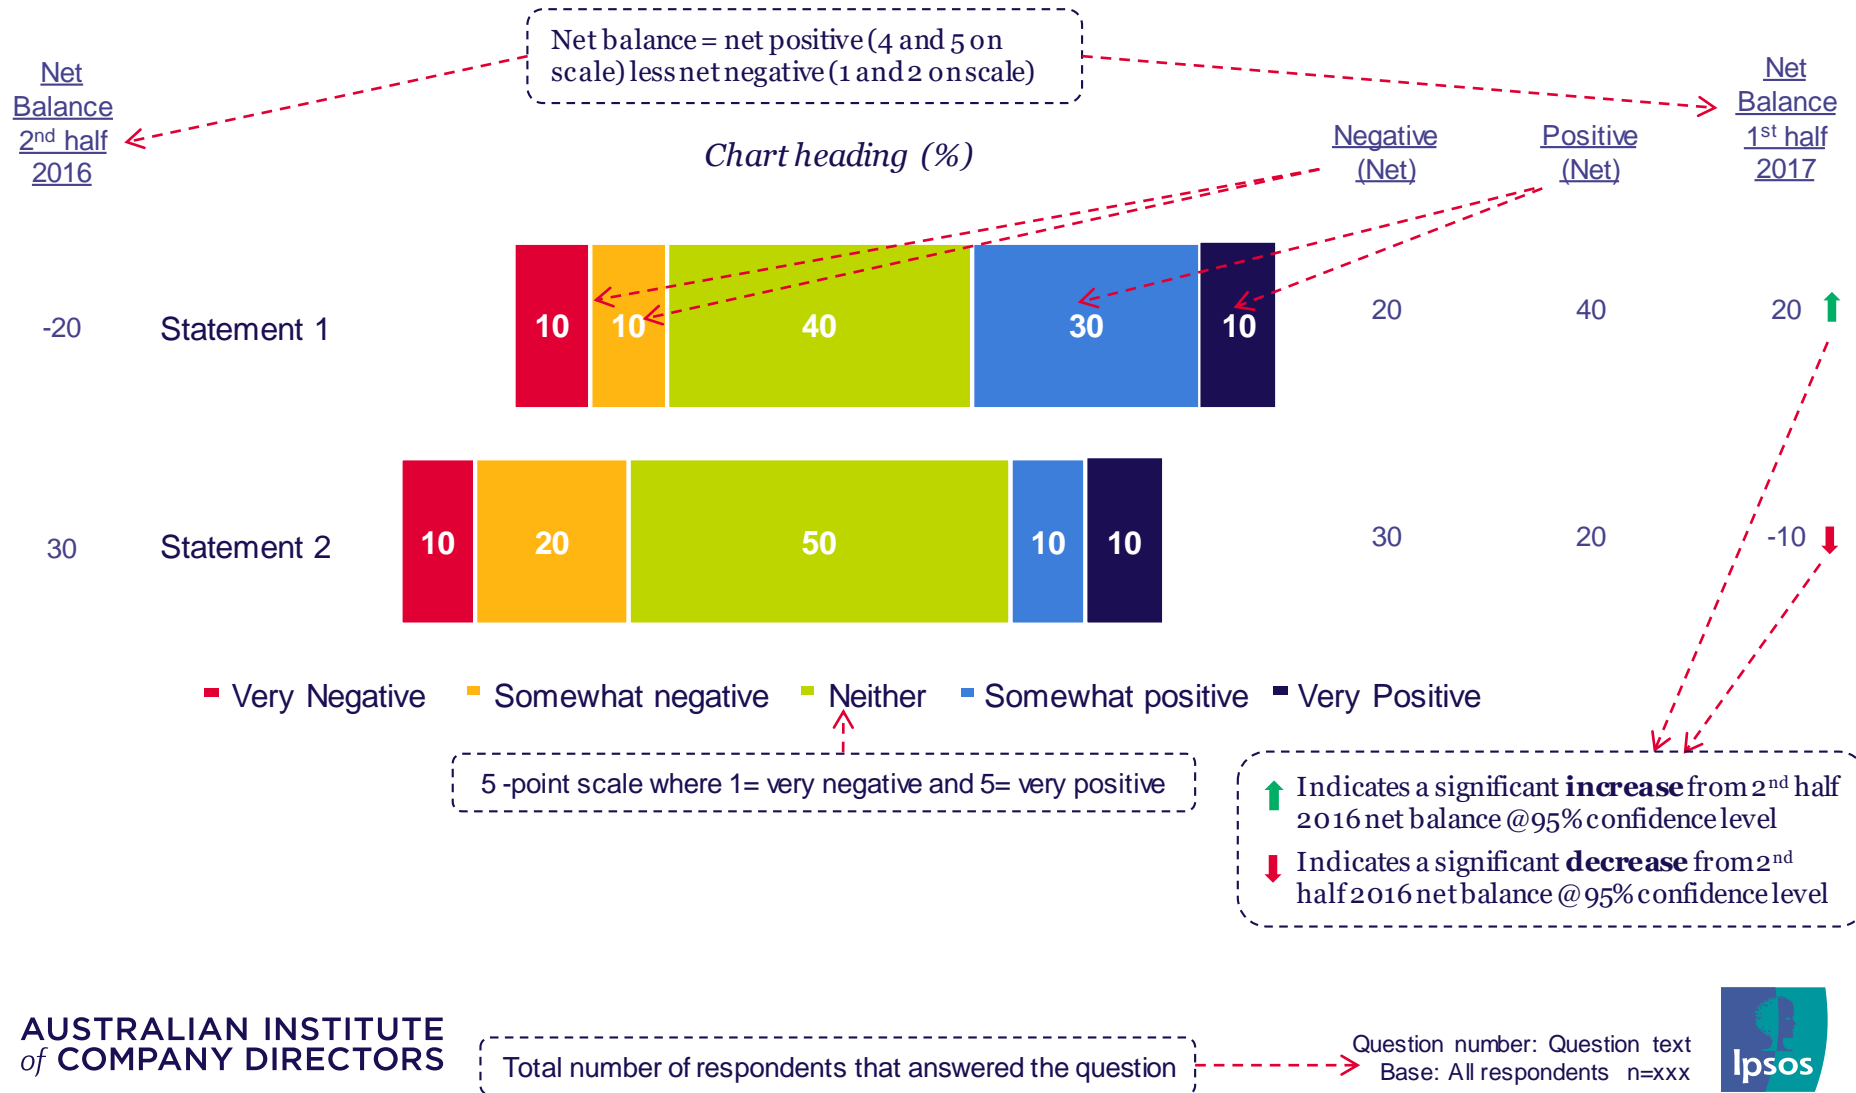 Net balance = net positive (4 and 5 on
scale) less net negative (1 and 2 on scale)
Net
Balance
2nd half
2016
Chart heading (%)
Negative
(Net)
Positive
(Net)
Net
Balance
1st half
2017
-20
Statement 1
10
10
40
30
10
20
40
20
30
Statement 2
10
20
50
10
10
30
20
-10
Very Negative
Somewhat negative
Neither
Somewhat positive
Very Positive
5 -point scale where 1= very negative and 5= very positive
Indicates a significant increase from 2nd half
2016 net balance @95% confidence level
Indicates a significant decrease from 2nd
half 2016 net balance @95% confidence level
AUSTRALIAN INSTITUTE
of COMPANY DIRECTORS
Total number of respondents that answered the question
Question number: Question text
Base: All respondents n=xxx
Ipsos